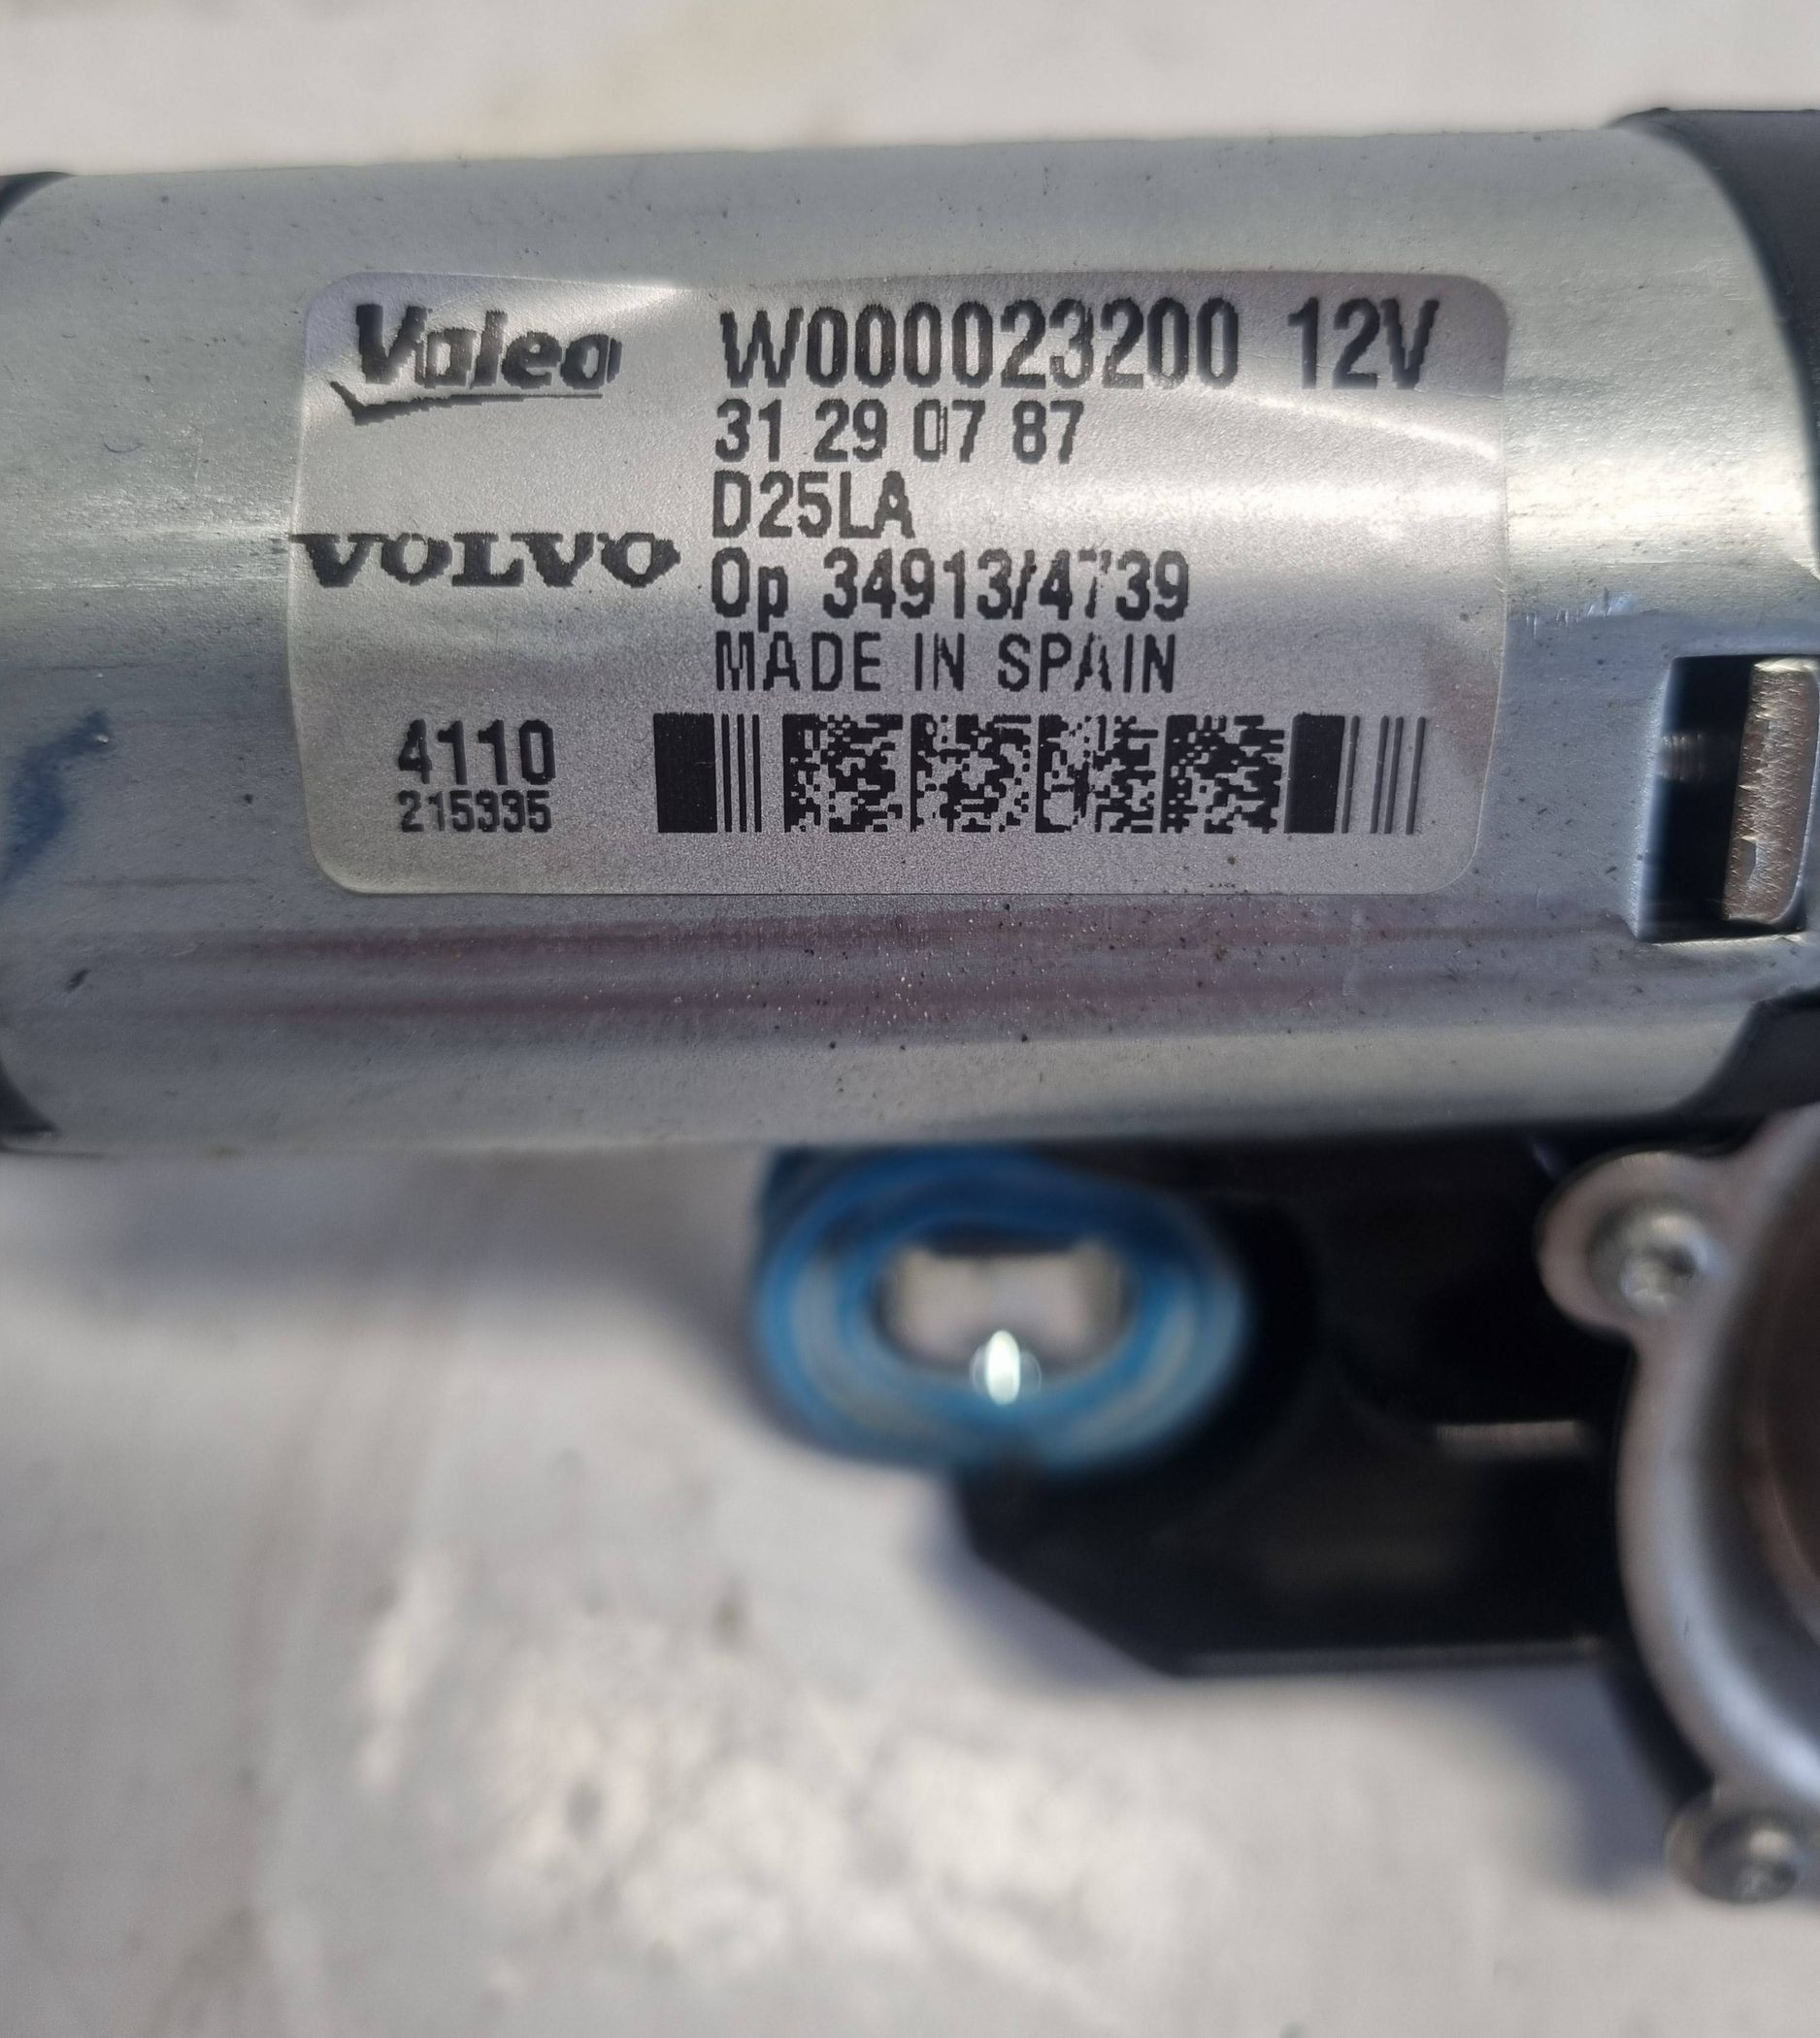 Valeo W000023200 12V
31 29 07 87
D25LA
VOLVO
Op 34913/4739
MADE IN SPAIN
4110
215335